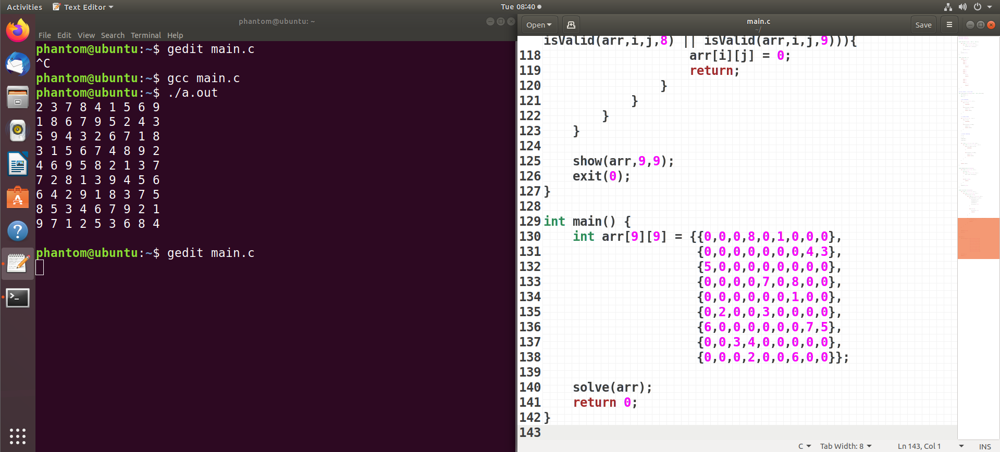 Activities Text Editor Tue 08:40
phantom@ubuntu: ~
File Edit View Search Terminal Help
phantom@ubuntu:~$ gedit main.c
^C
phantom@ubuntu:~$ gcc main.c
phantom@ubuntu:~$ ./a.out
2 3 7 8 4 1 5 6 9
1 8 6 7 9 5 2 4 3
5 9 4 3 2 6 7 1 8
3 1 5 6 7 4 8 9 2
4 6 9 5 8 2 1 3 7
7 2 8 1 3 9 4 5 6
6 4 2 9 1 8 3 7 5
8 5 3 4 6 7 9 2 1
9 7 1 2 5 3 6 8 4
phantom@ubuntu:~$ gedit main.c
Open main.c Save
~/
isValid(arr,i,j,8) || isValid(arr,i,j,9))){
118 arr[i][j] = 0;
119 return;
120 }
121 }
122 }
123 }
124
125 show(arr,9,9);
126 exit(0);
127 }
128
129 int main() {
130 int arr[9][9] = {{0,0,0,8,0,1,0,0,0},
131 {0,0,0,0,0,0,0,4,3},
132 {5,0,0,0,0,0,0,0,0},
133 {0,0,0,0,7,0,8,0,0},
134 {0,0,0,0,0,0,1,0,0},
135 {0,2,0,0,3,0,0,0,0},
136 {6,0,0,0,0,0,0,7,5},
137 {0,0,3,4,0,0,0,0,0},
138 {0,0,0,2,0,0,6,0,0}};
139
140 solve(arr);
141 return 0;
142 }
143
C Tab Width: 8 Ln 143, Col 1 INS